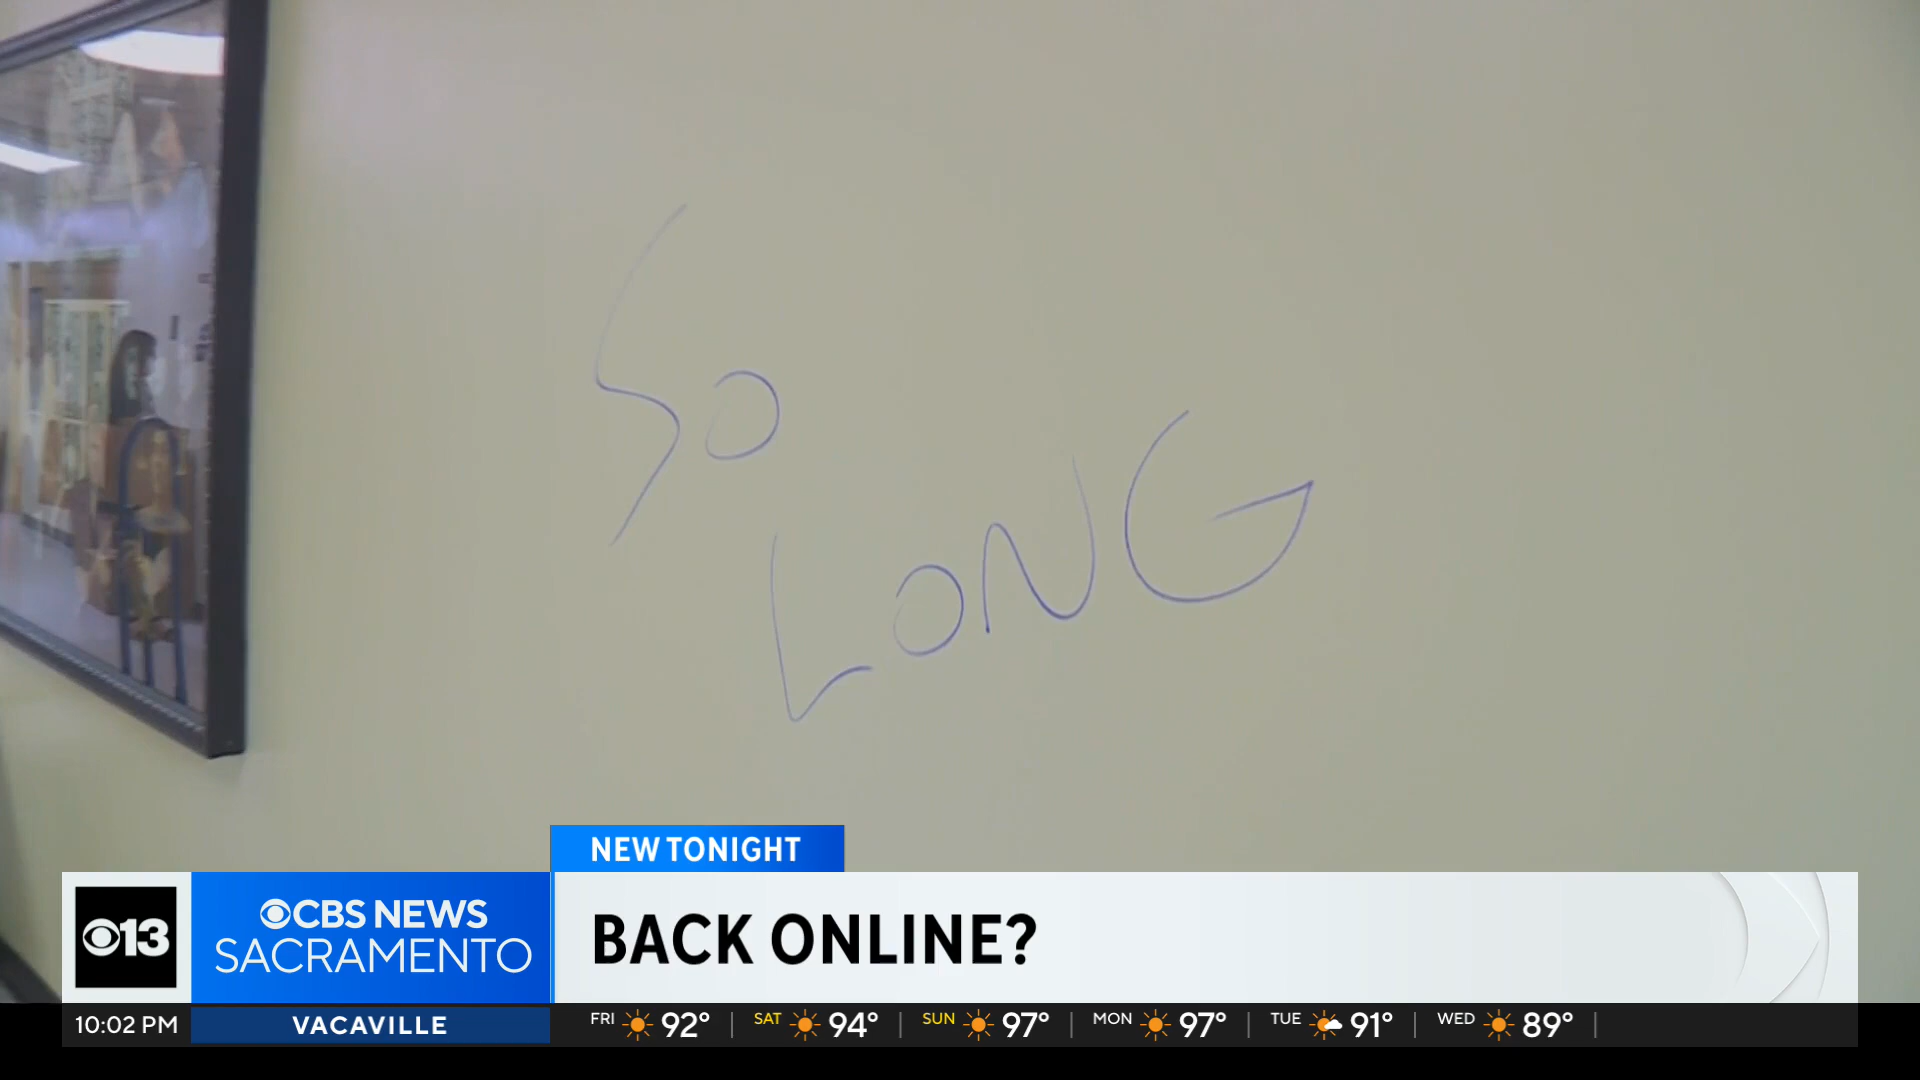 SO
LONG
NEW TONIGHT
13
CBS NEWS
SACRAMENTO
BACK ONLINE?
10:02 PM
VACAVILLE
FRI 92° | SAT 94° | SUN 97° | MON 97° | TUE 91° | WED 89° |